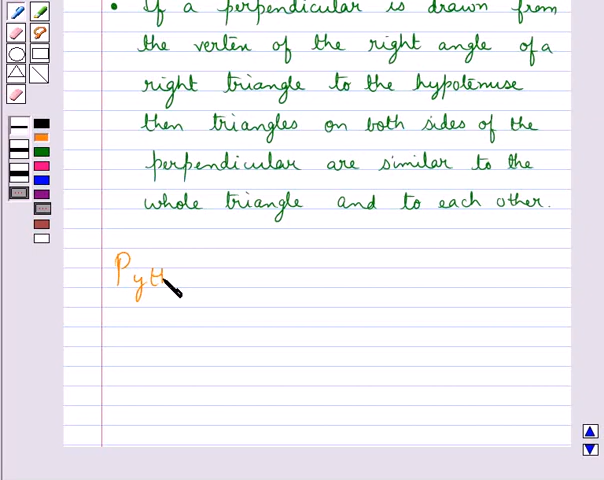 • If a perpendicular is drawn from
the vertex of the right angle of a
right triangle to the hypotenuse
then triangles on both sides of the
perpendicular are similar to the
whole triangle and to each other.
Pyt